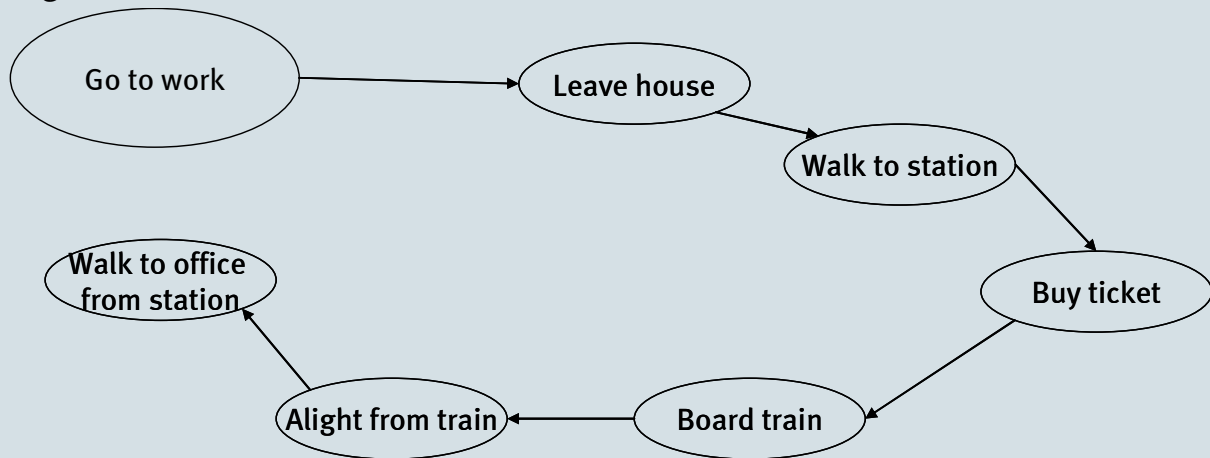 Go to work
Leave house
Walk to station
Buy ticket
Board train
Alight from train
Walk to office
from station